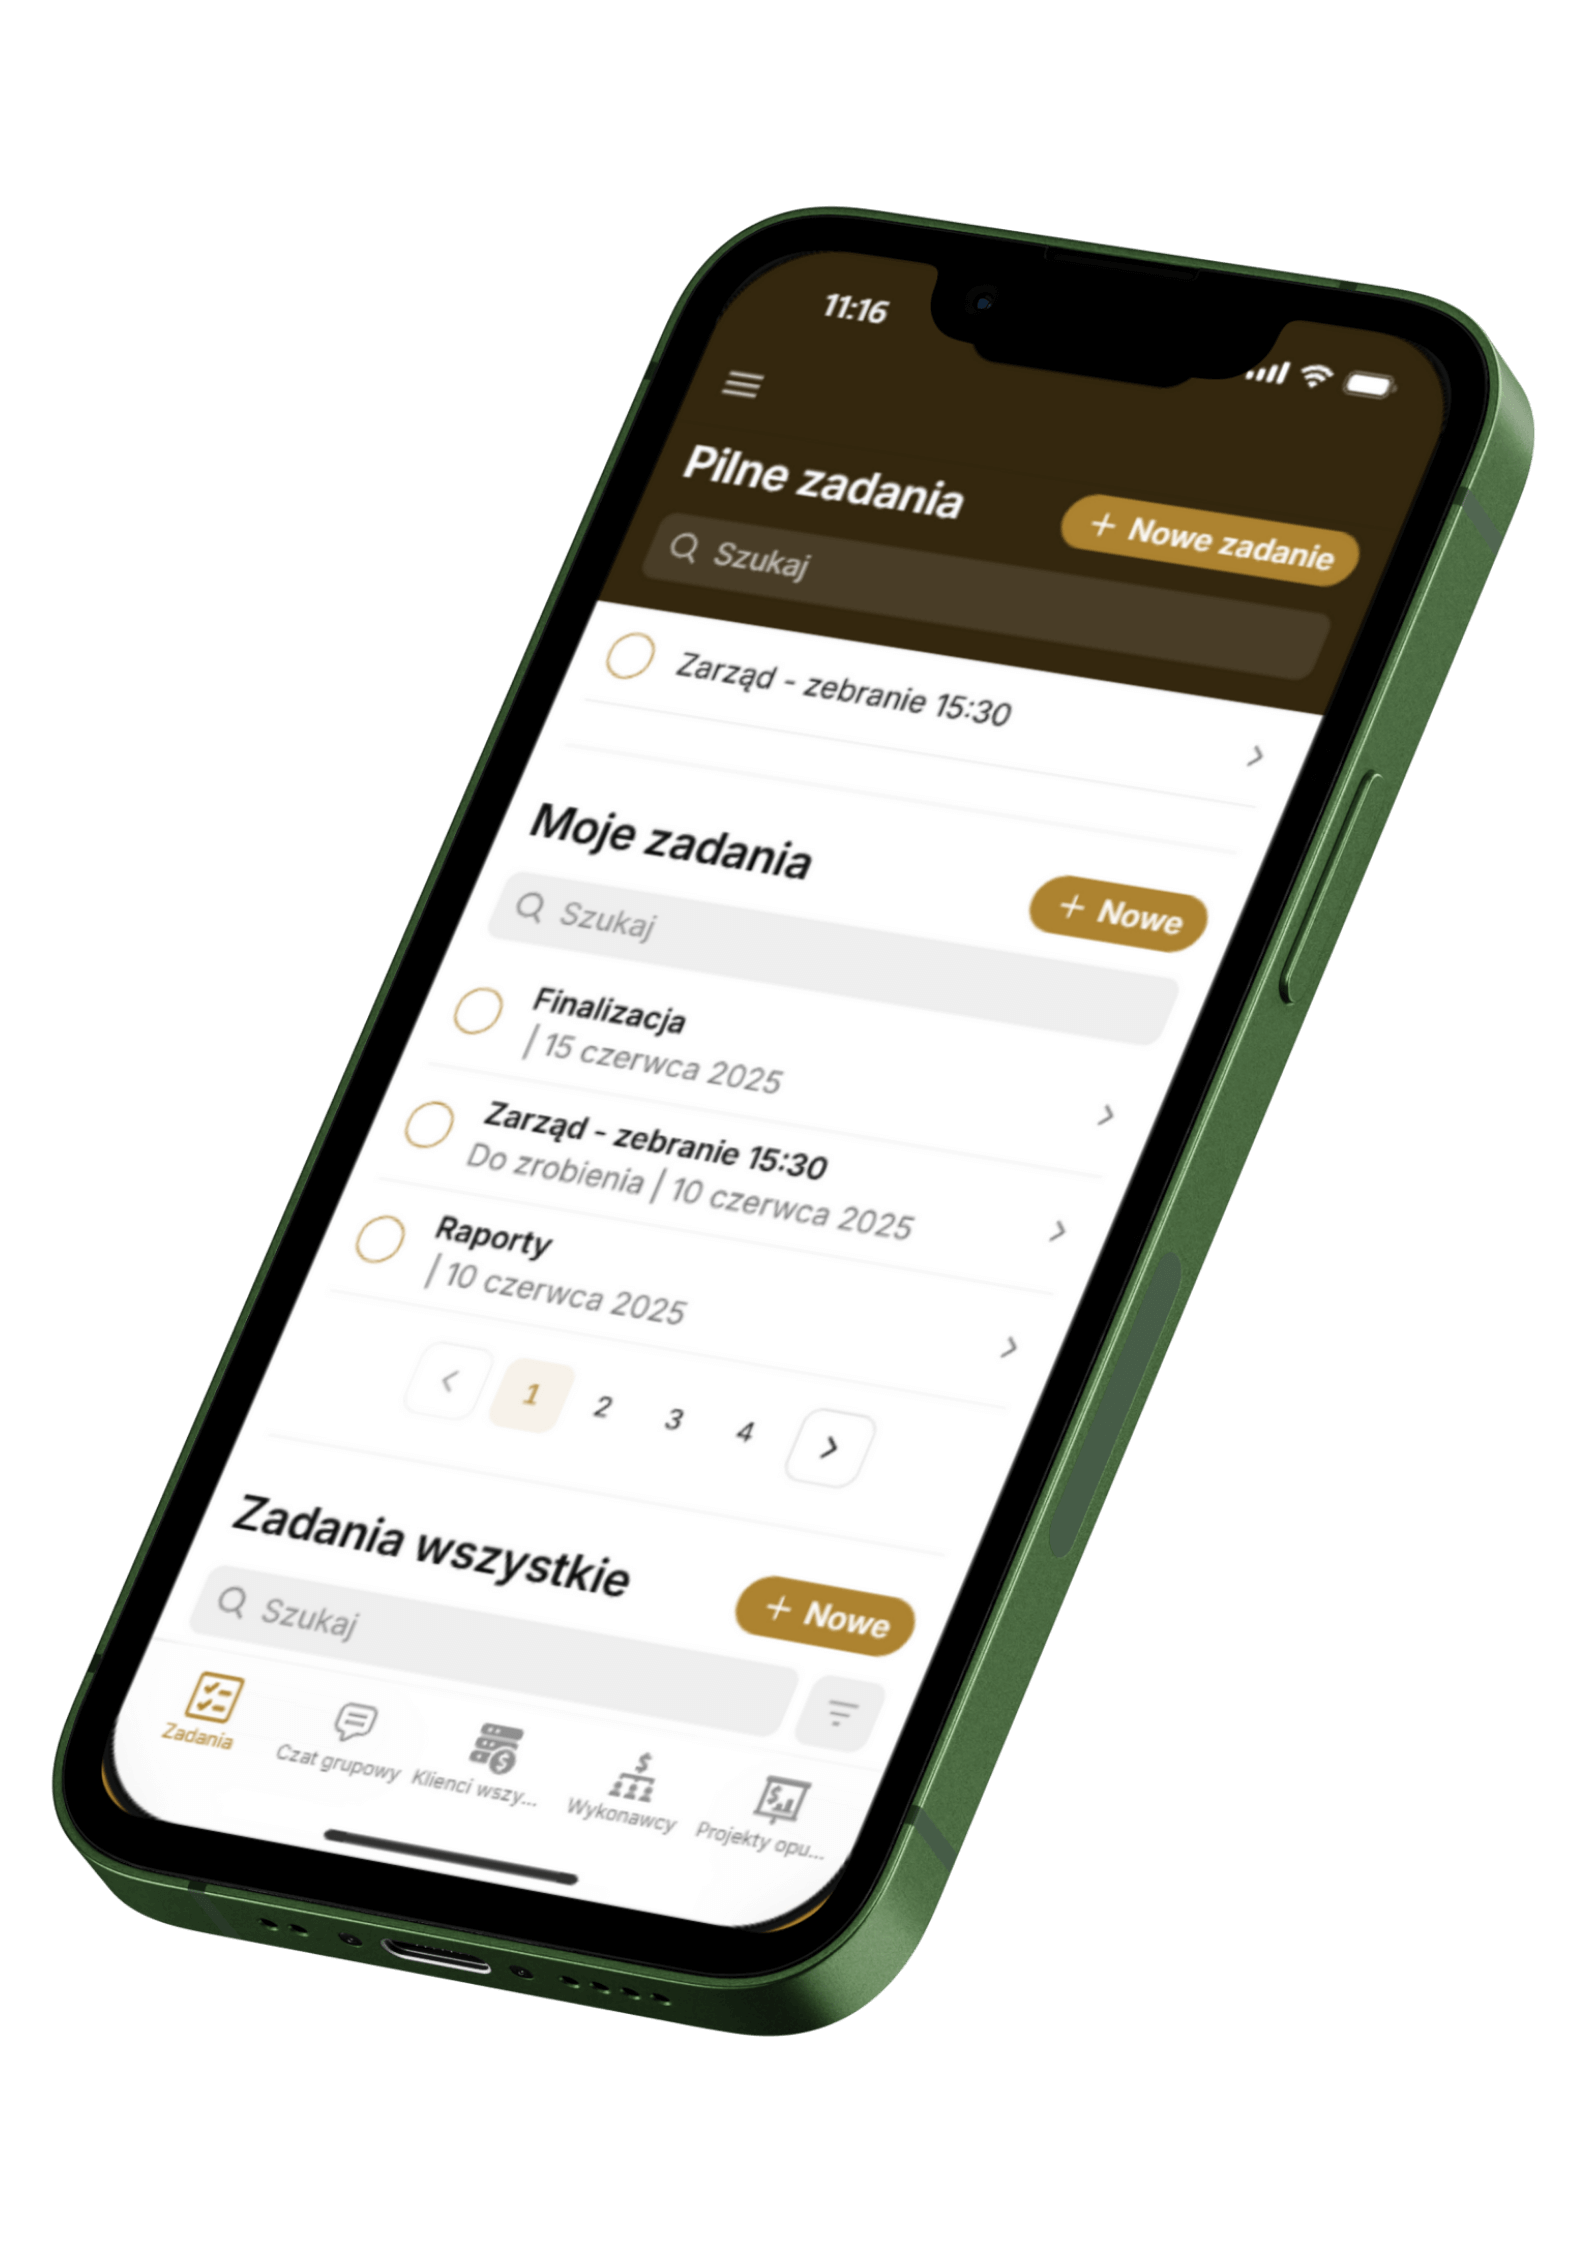 11:16
Pilne zadania
+ Nowe zadanie
Szukaj
Zarząd - zebranie 15:30
Moje zadania
+ Nowe
Szukaj
Finalizacja
| 15 czerwca 2025
Zarząd - zebranie 15:30
Do zrobienia | 10 czerwca 2025
Raporty
| 10 czerwca 2025
1 2 3 4
Zadania wszystkie
+ Nowe
Szukaj
Zadania
Czat grupowy
Klienci wszy...
Wykonawcy
Projekty opu...